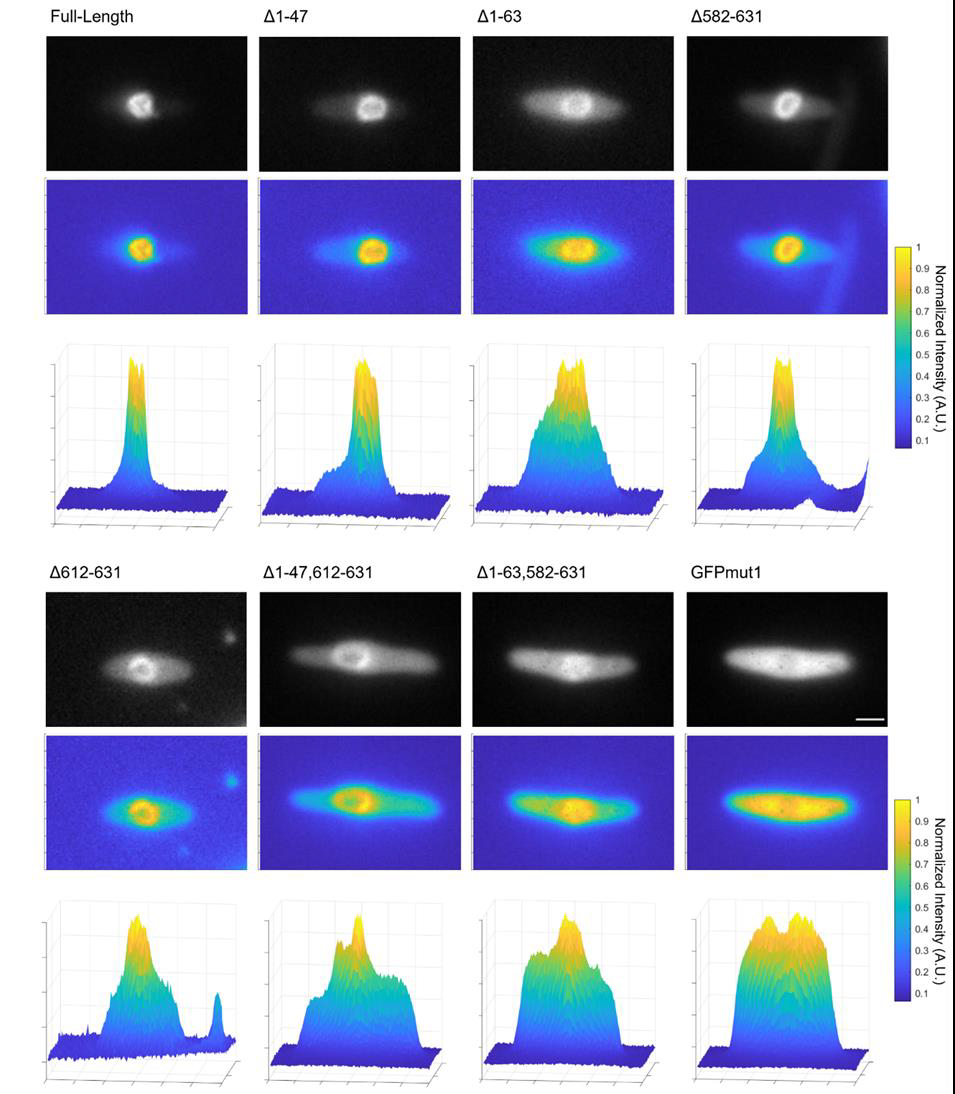 Full-Length
Δ1-47
Δ1-63
Δ582-631
1
0.9
0.8
0.7
0.6
0.5
0.4
0.3
0.2
0.1
Normalized Intensity (A.U.)
Δ612-631
Δ1-47,612-631
Δ1-63,582-631
GFPmut1
1
0.9
0.8
0.7
0.6
0.5
0.4
0.3
0.2
0.1
Normalized Intensity (A.U.)